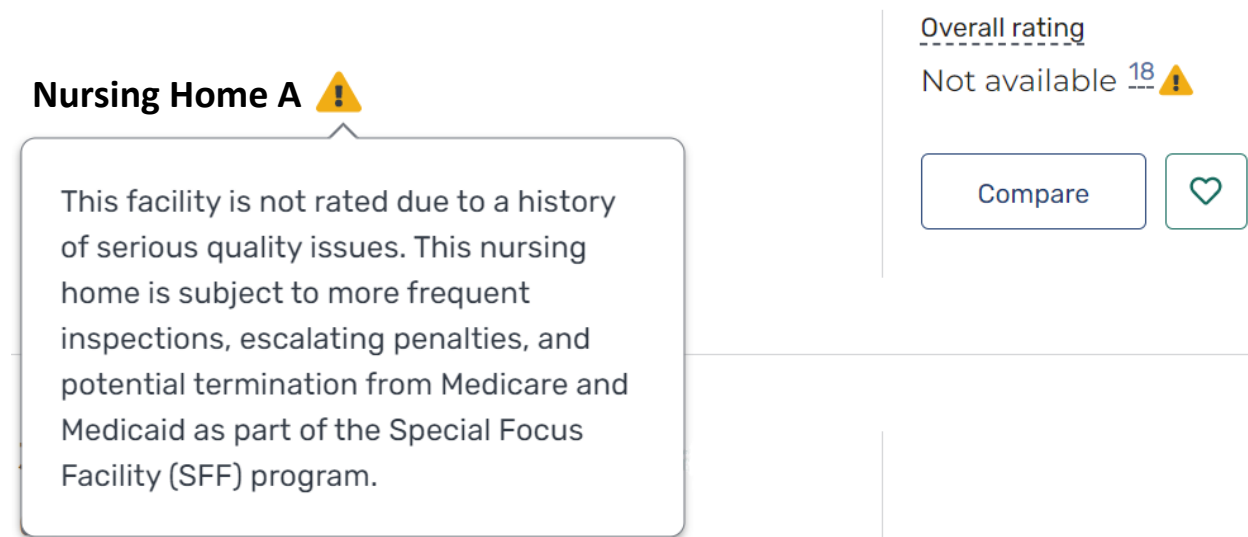 Overall rating
Not available 18
Nursing Home A
Compare
This facility is not rated due to a history
of serious quality issues. This nursing
home is subject to more frequent
inspections, escalating penalties, and
potential termination from Medicare and
Medicaid as part of the Special Focus
Facility (SFF) program.